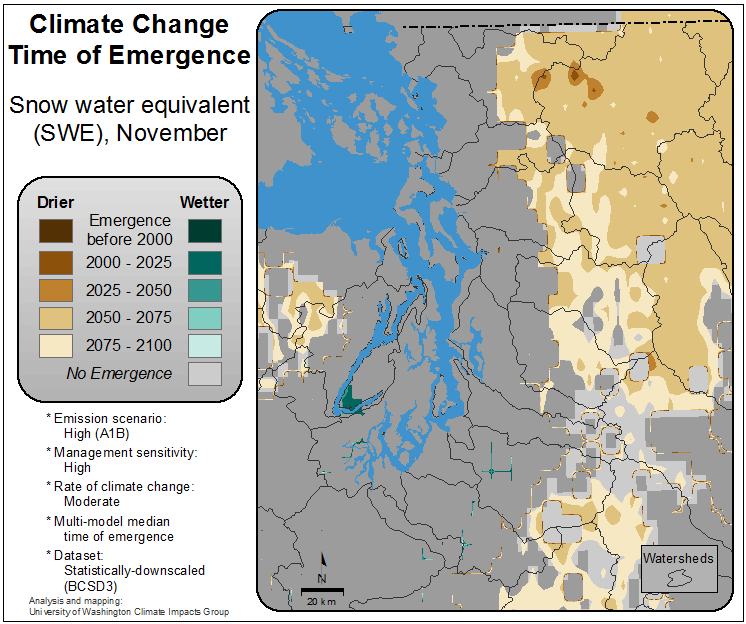 Climate Change
Time of Emergence
Snow water equivalent
(SWE), November
Drier
Wetter
Emergence
before 2000
2000 - 2025
2025 - 2050
2050 - 2075
2075 - 2100
No Emergence
* Emission scenario:
High (A1B)
* Management sensitivity:
High
* Rate of climate change:
Moderate
* Multi-model median
time of emergence
* Dataset:
Statistically-downscaled
(BCSD3)
Analysis and mapping:
University of Washington Climate Impacts Group
N
20 km
Watersheds